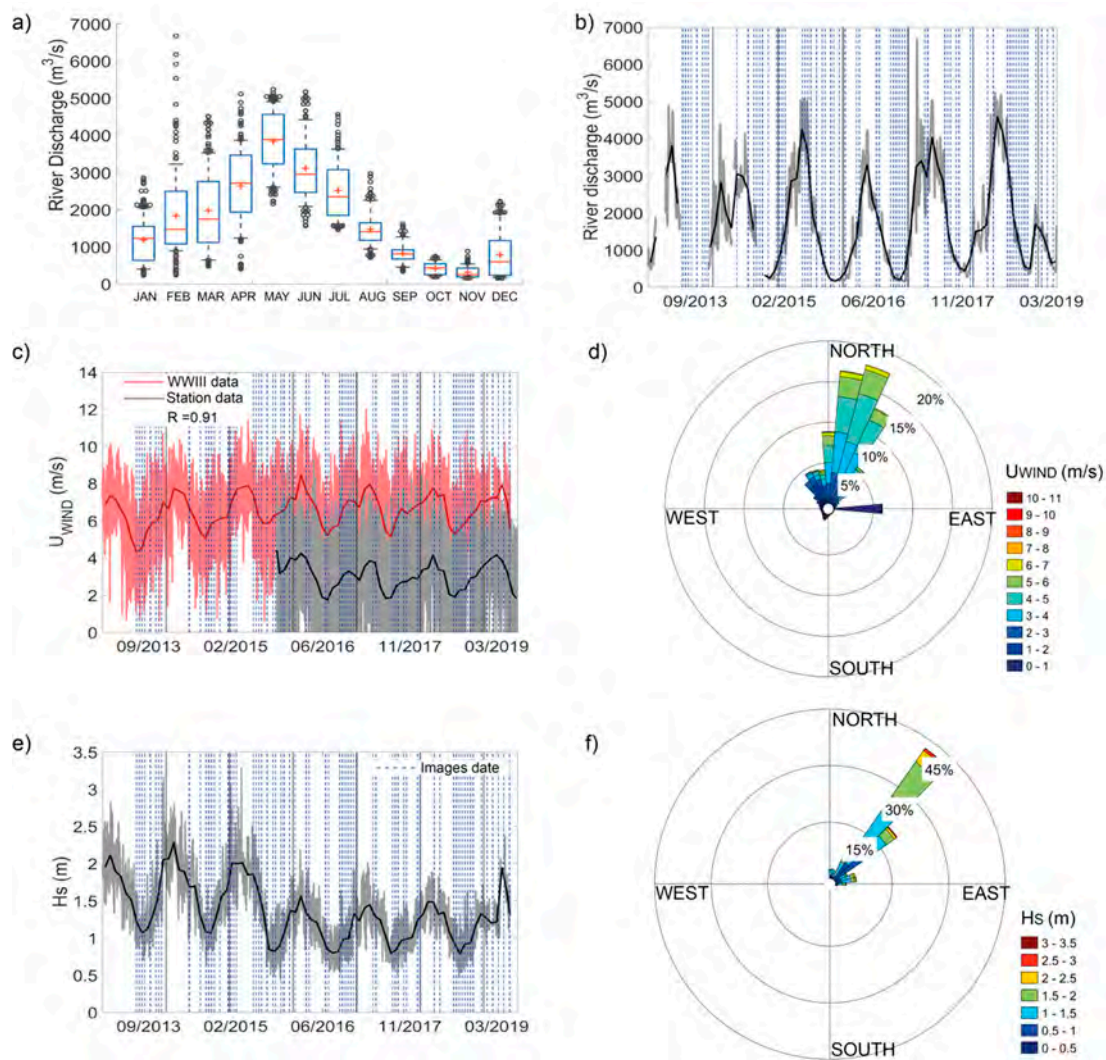 a)
7000
6000
5000
4000
3000
2000
1000
0
River Discharge (m³/s)
JAN FEB MAR APR MAY JUN JUL AUG SEP OCT NOV DEC
b)
7000
6000
5000
4000
3000
2000
1000
0
River discharge (m³/s)
09/2013 02/2015 06/2016 11/2017 03/2019
c)
14
12
10
8
6
4
2
0
UWIND (m/s)
WWIII data
Station data
R =0.91
09/2013 02/2015 06/2016 11/2017 03/2019
d)
NORTH
20%
15%
10%
5%
WEST
EAST
SOUTH
UWIND (m/s)
10 - 11
9 - 10
8 - 9
7 - 8
6 - 7
5 - 6
4 - 5
3 - 4
2 - 3
1 - 2
0 - 1
e)
3.5
3
2.5
2
1.5
1
0.5
0
Hs (m)
Images date
09/2013 02/2015 06/2016 11/2017 03/2019
f)
NORTH
45%
30%
15%
WEST
EAST
SOUTH
Hs (m)
3 - 3.5
2.5 - 3
2 - 2.5
1.5 - 2
1 - 1.5
0.5 - 1
0 - 0.5